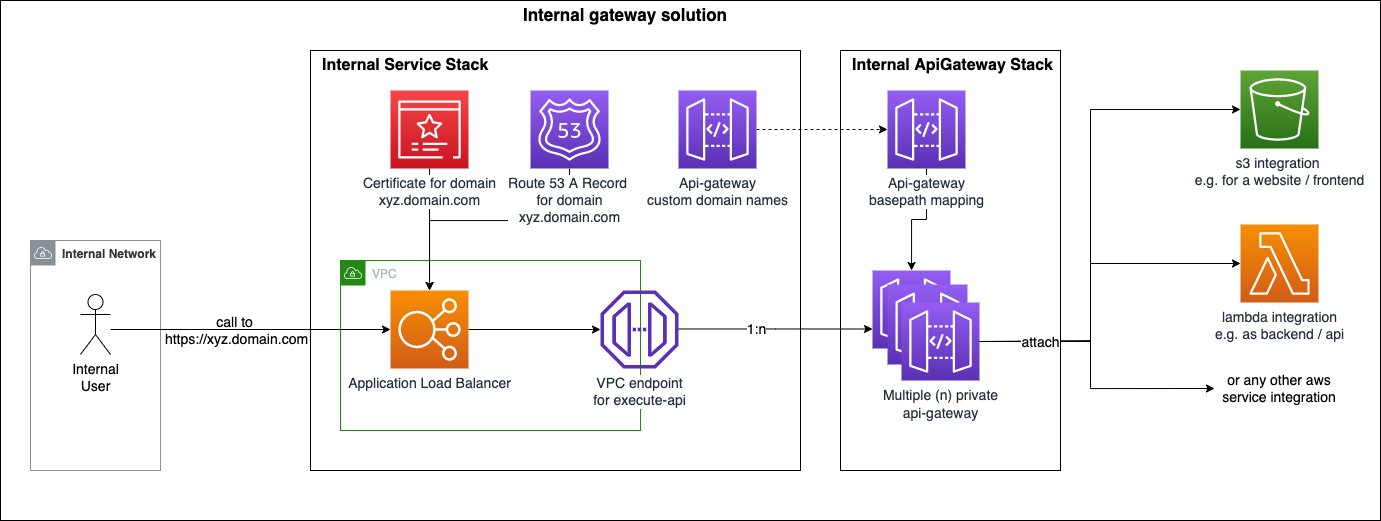 Internal gateway solution
Internal Service Stack
Internal ApiGateway Stack
53
Certificate for domain
xyz.domain.com
Route 53 A Record
for domain
xyz.domain.com
Api-gateway
custom domain names
Api-gateway
basepath mapping
s3 integration
e.g. for a website / frontend
Internal Network
VPC
call to
https://xyz.domain.com
Internal
User
Application Load Balancer
VPC endpoint
for execute-api
1:n
Multiple (n) private
api-gateway
attach
lambda integration
e.g. as backend / api
or any other aws
service integration